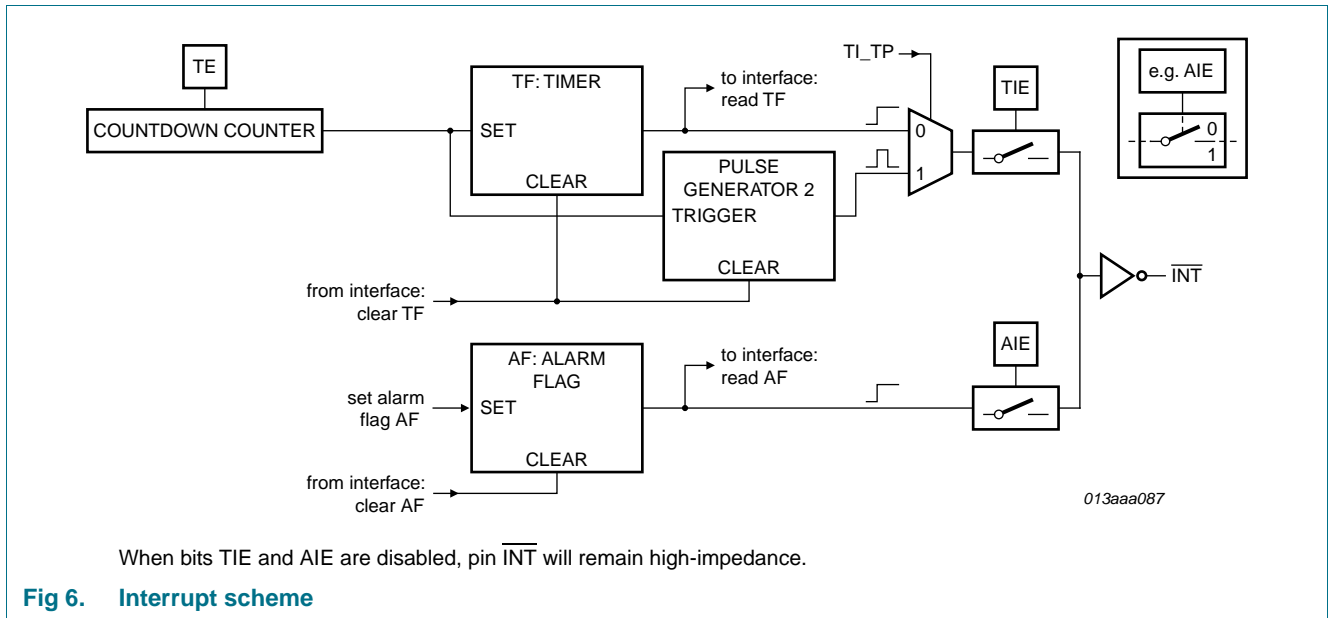 TE
COUNTDOWN COUNTER
TF: TIMER
SET
CLEAR
to interface:
read TF
TI_TP
0
1
TIE
e.g. AIE
0
1
PULSE
GENERATOR 2
TRIGGER
CLEAR
from interface:
clear TF
INT
AF: ALARM
FLAG
set alarm
flag AF
SET
CLEAR
to interface:
read AF
AIE
from interface:
clear AF
013aaa087
When bits TIE and AIE are disabled, pin INT will remain high-impedance.
Fig 6. Interrupt scheme